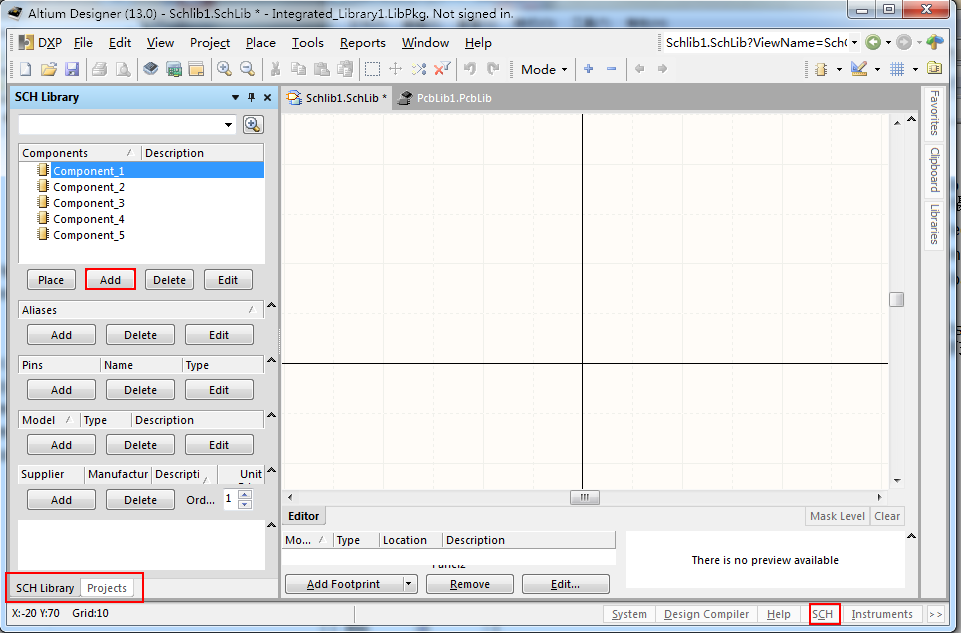 Altium Designer (13.0) - Schlib1.SchLib * - Integrated_Library1.LibPkg. Not signed in.
DXP File Edit View Project Place Tools Reports Window Help Schlib1.SchLib?ViewName=Sch
Mode
SCH Library
Schlib1.SchLib * PcbLib1.PcbLib
Components Description
Component_1
Component_2
Component_3
Component_4
Component_5
Place Add Delete Edit
Aliases
Add Delete Edit
Pins Name Type
Add Delete Edit
Model Type Description
Add Delete Edit
Supplier Manufactur Descripti Unit
Add Delete Ord... 1
Favorites
Clipboard
Libraries
Editor Mask Level Clear
Mo... Type Location Description
There is no preview available
Add Footprint Remove Edit...
SCH Library Projects
X:-20 Y:70 Grid:10 System Design Compiler Help SCH Instruments >>